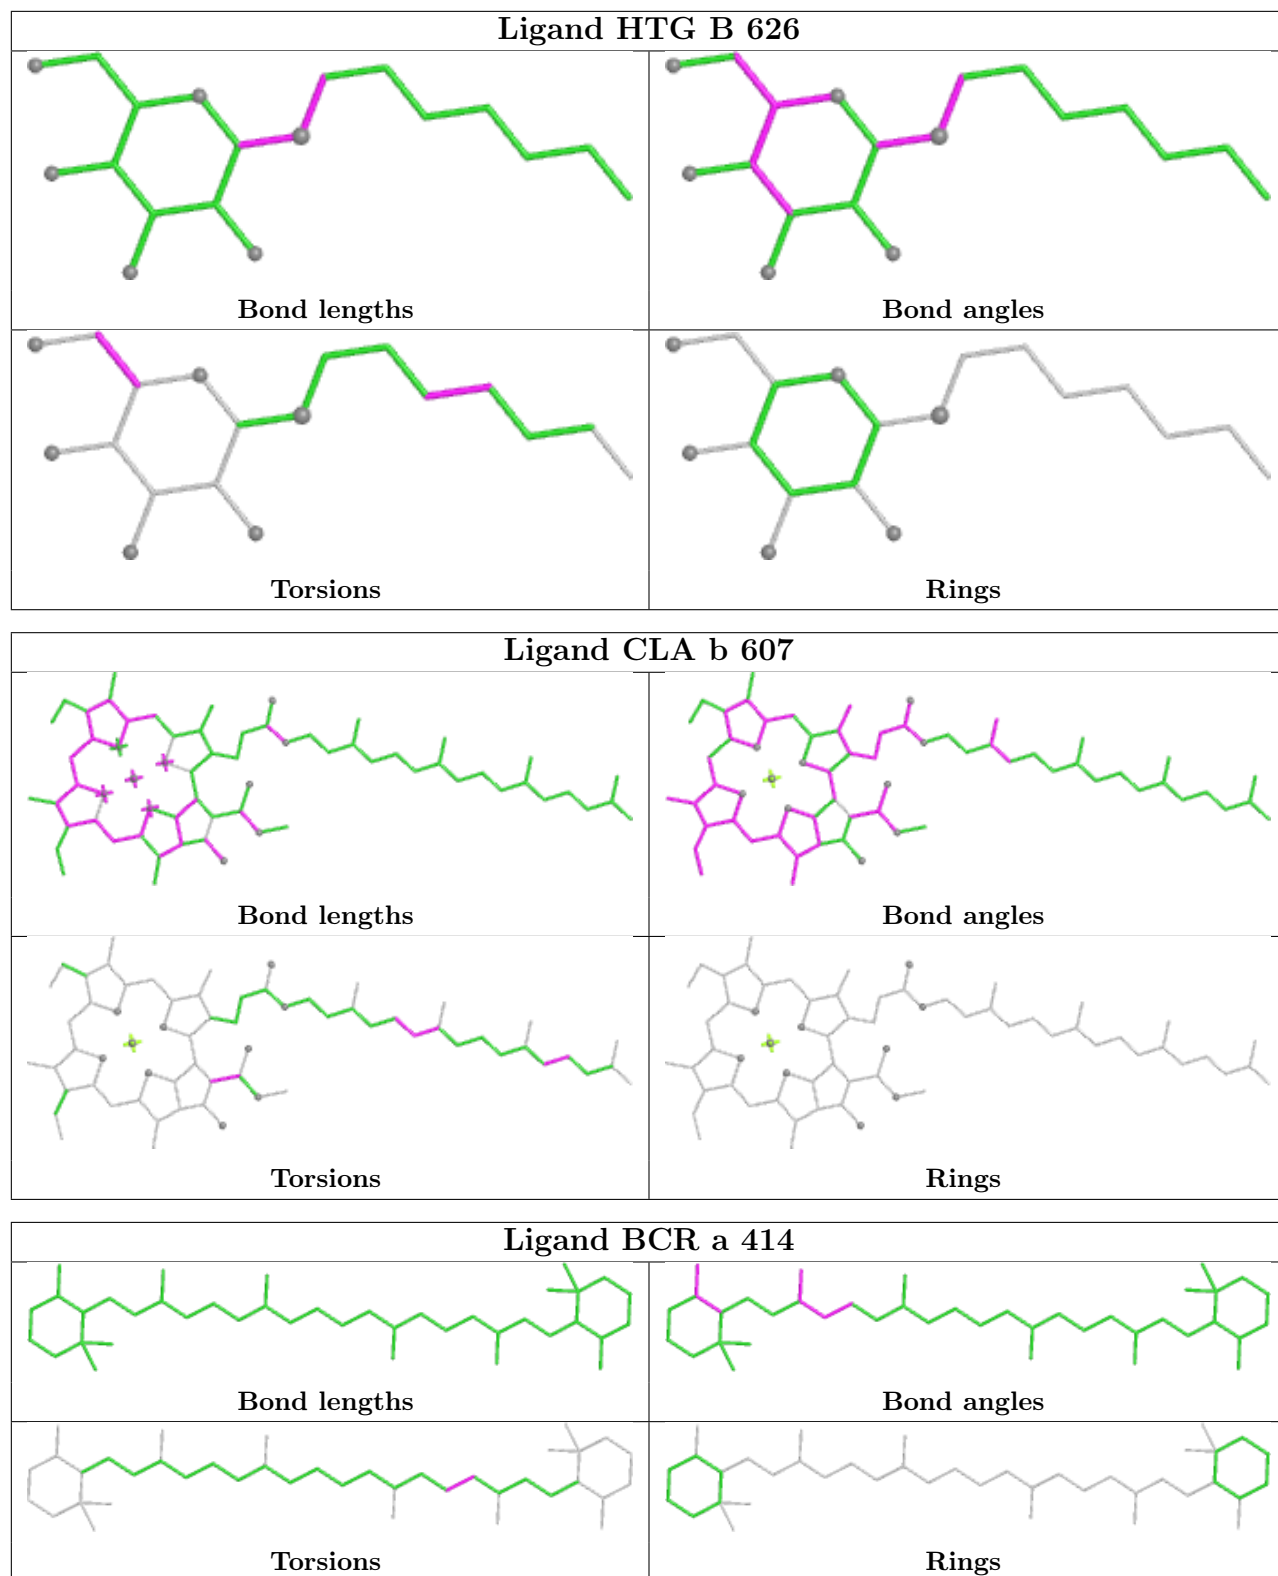 Ligand HTG B 626
Bond lengths
Bond angles
Torsions
Rings
Ligand CLA b 607
Bond lengths
Bond angles
Torsions
Rings
Ligand BCR a 414
Bond lengths
Bond angles
Torsions
Rings